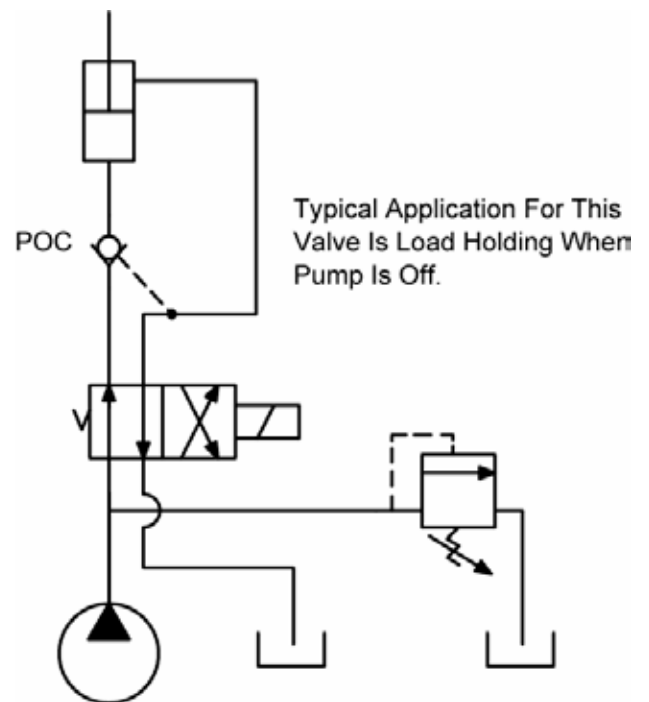 POC
Typical Application For This
Valve Is Load Holding When
Pump Is Off.